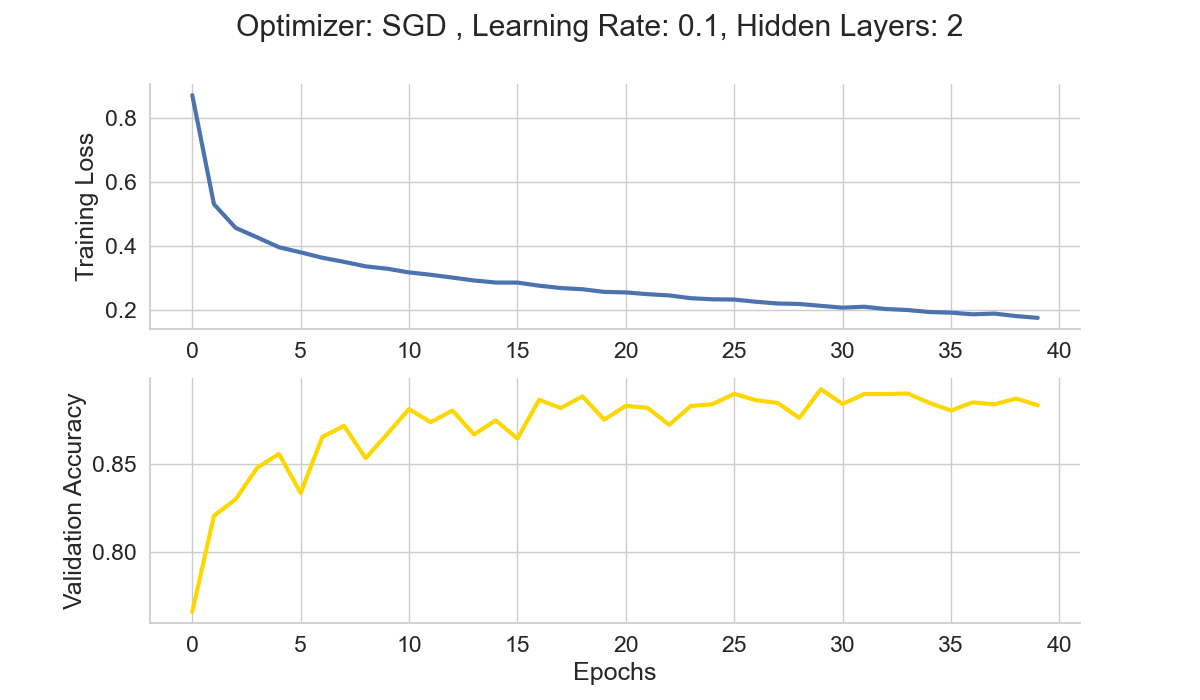 Optimizer: SGD , Learning Rate: 0.1, Hidden Layers: 2
Training Loss
0.8
0.6
0.4
0.2
0 5 10 15 20 25 30 35 40
Validation Accuracy
0.85
0.80
0 5 10 15 20 25 30 35 40
Epochs